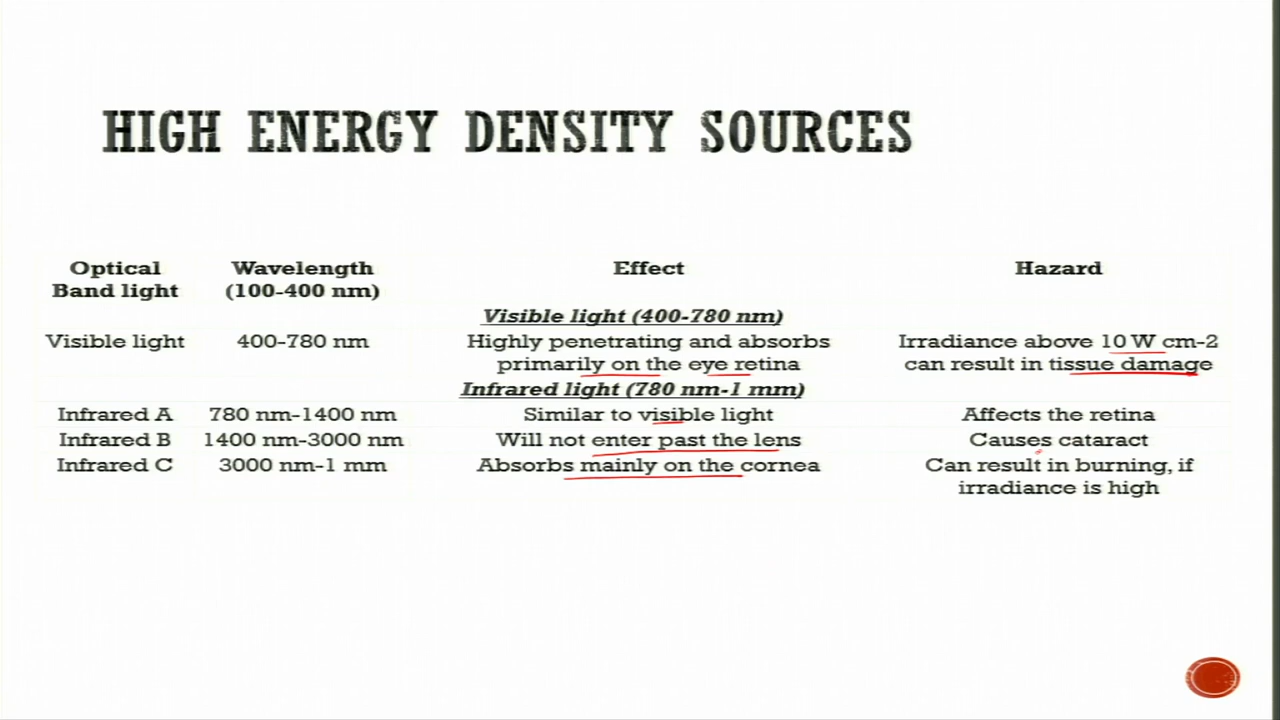 HIGH ENERGY DENSITY SOURCES
Optical Band light Wavelength (100-400 nm) Effect Hazard
Visible light (400-780 nm)
Visible light 400-780 nm Highly penetrating and absorbs primarily on the eye retina Irradiance above 10 W cm-2 can result in tissue damage
Infrared light (780 nm-1 mm)
Infrared A 780 nm-1400 nm Similar to visible light Affects the retina
Infrared B 1400 nm-3000 nm Will not enter past the lens Causes cataract
Infrared C 3000 nm-1 mm Absorbs mainly on the cornea Can result in burning, if irradiance is high